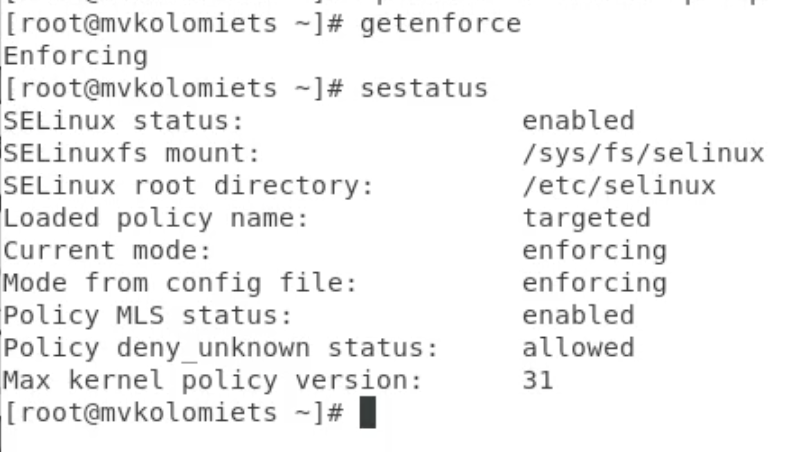 [root@mvkolomiets ~]# getenforce
Enforcing
[root@mvkolomiets ~]# sestatus
SELinux status:                 enabled
SELinuxfs mount:                /sys/fs/selinux
SELinux root directory:         /etc/selinux
Loaded policy name:             targeted
Current mode:                   enforcing
Mode from config file:          enforcing
Policy MLS status:              enabled
Policy deny_unknown status:     allowed
Max kernel policy version:      31
[root@mvkolomiets ~]#